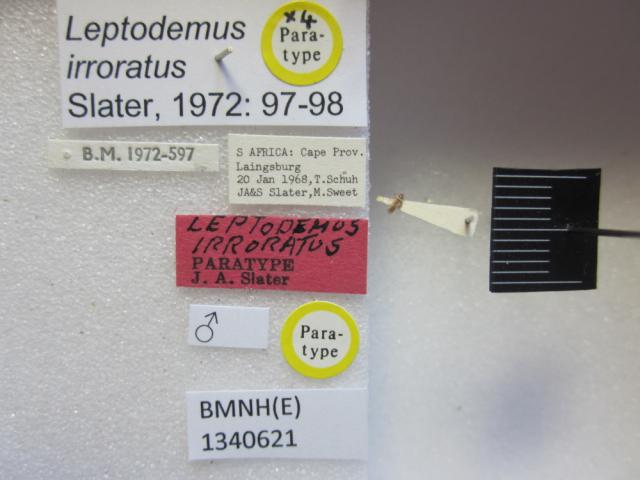 Leptodemus
irroratus
Slater, 1972: 97-98
x4
Para-
type
B.M. 1972-597
S AFRICA: Cape Prov.
Laingsburg
20 Jan 1968, T. Schuh
JA&S Slater, M. Sweet
LEPTODEMUS
IRRORATUS
PARATYPE
J. A. Slater
♂
Para-
type
BMNH(E)
1340621